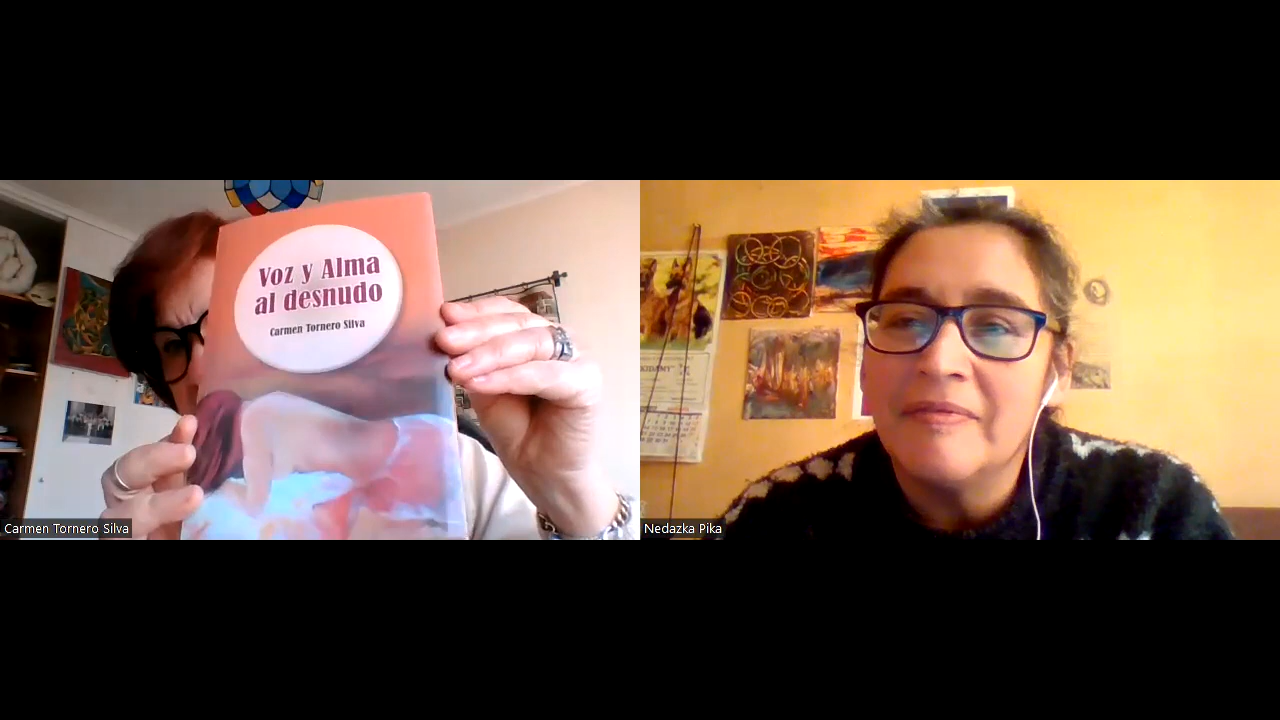 Voz y Alma
al desnudo
Carmen Tornero Silva
Carmen Tornero Silva
Nedazka Pika